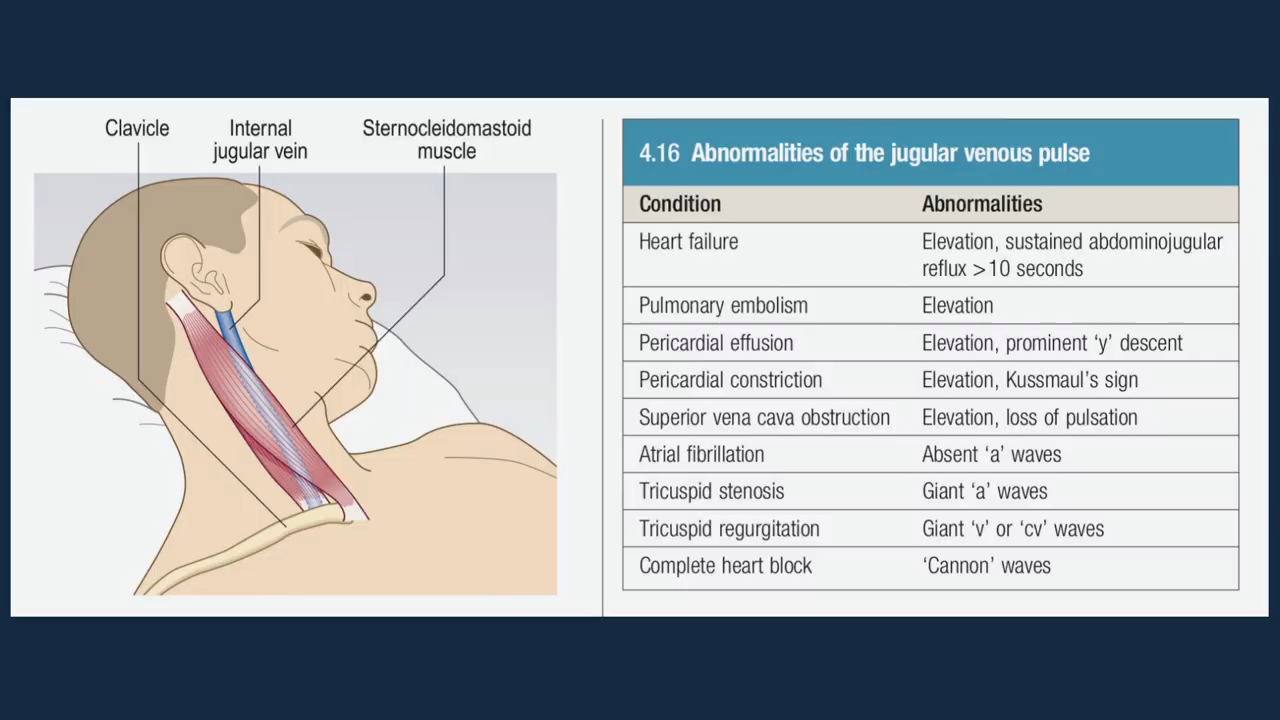 Clavicle
Internal
jugular vein
Sternocleidomastoid
muscle
4.16 Abnormalities of the jugular venous pulse
Condition Abnormalities
Heart failure Elevation, sustained abdominojugular
reflux >10 seconds
Pulmonary embolism Elevation
Pericardial effusion Elevation, prominent ‘y’ descent
Pericardial constriction Elevation, Kussmaul’s sign
Superior vena cava obstruction Elevation, loss of pulsation
Atrial fibrillation Absent ‘a’ waves
Tricuspid stenosis Giant ‘a’ waves
Tricuspid regurgitation Giant ‘v’ or ‘cv’ waves
Complete heart block ‘Cannon’ waves